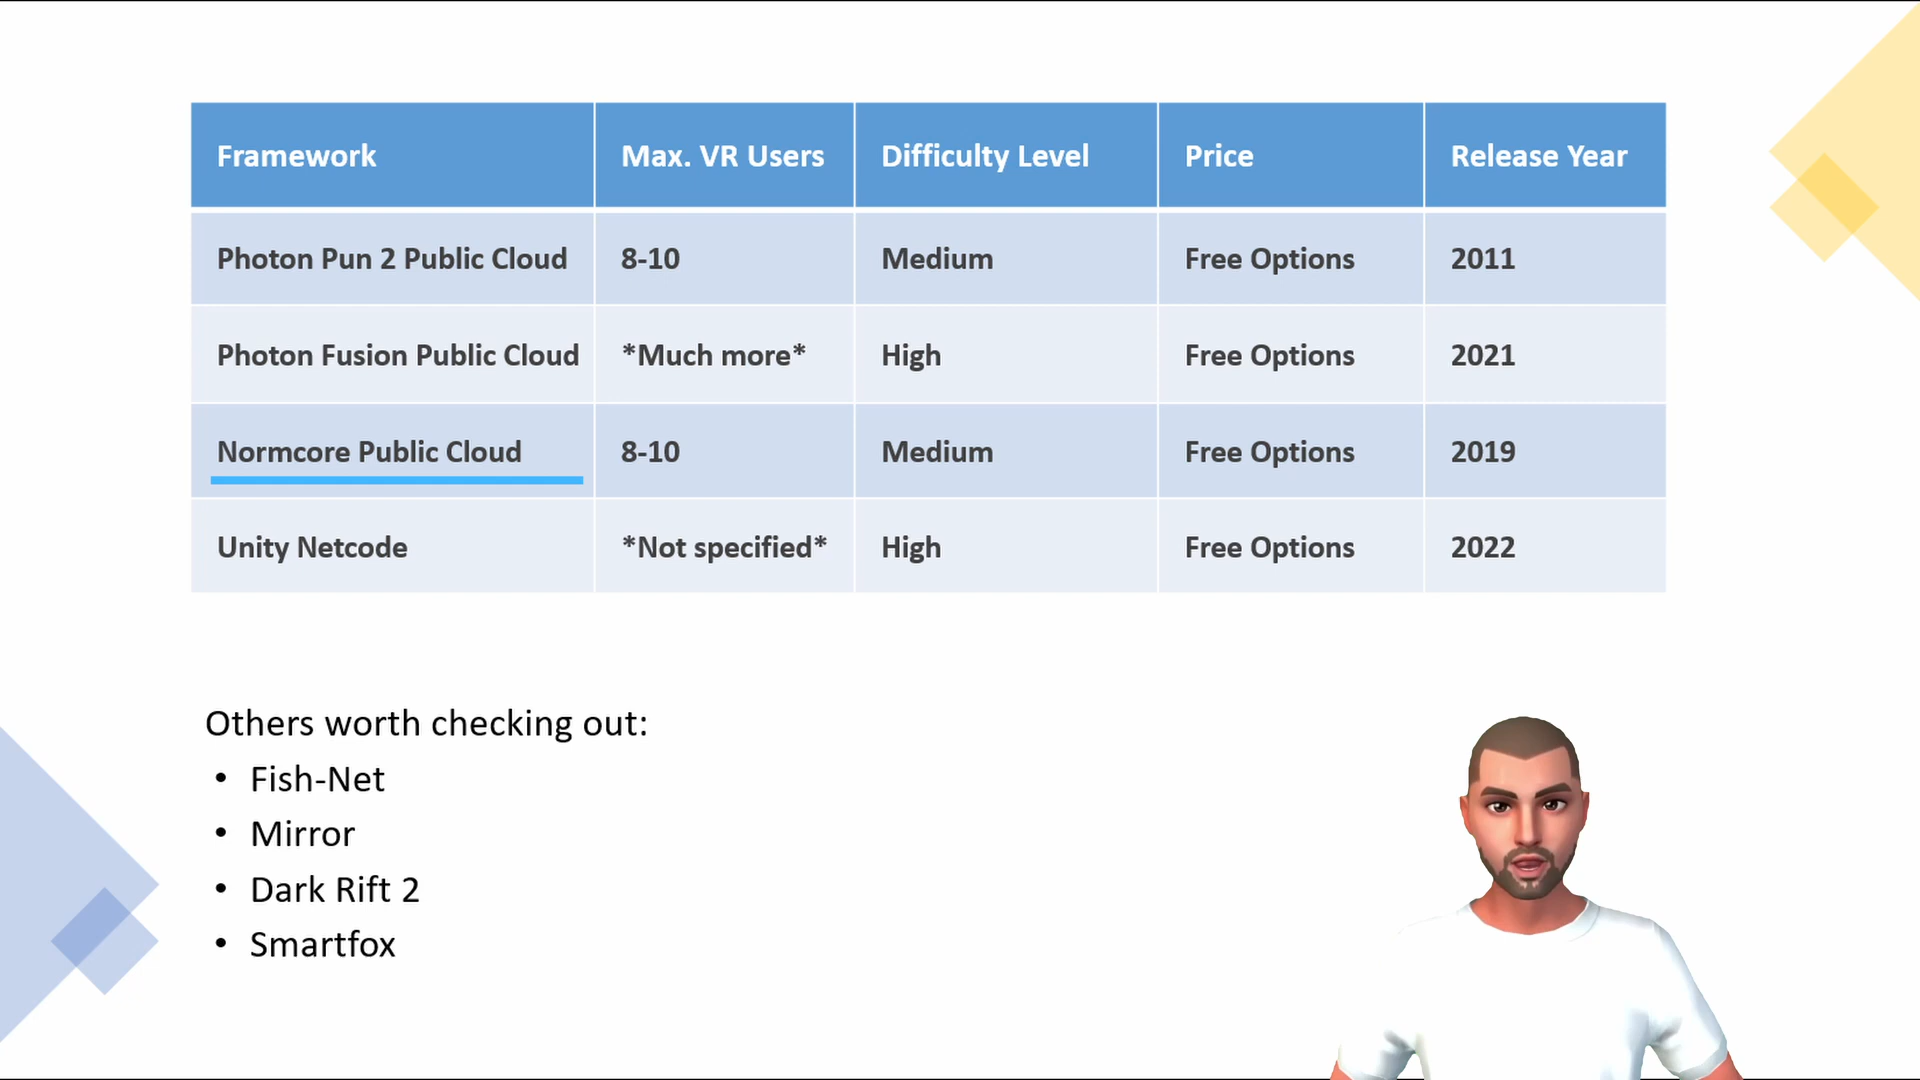 Framework Max. VR Users Difficulty Level Price Release Year
Photon Pun 2 Public Cloud 8-10 Medium Free Options 2011
Photon Fusion Public Cloud *Much more* High Free Options 2021
Normcore Public Cloud 8-10 Medium Free Options 2019
Unity Netcode *Not specified* High Free Options 2022
Others worth checking out:
• Fish-Net
• Mirror
• Dark Rift 2
• Smartfox